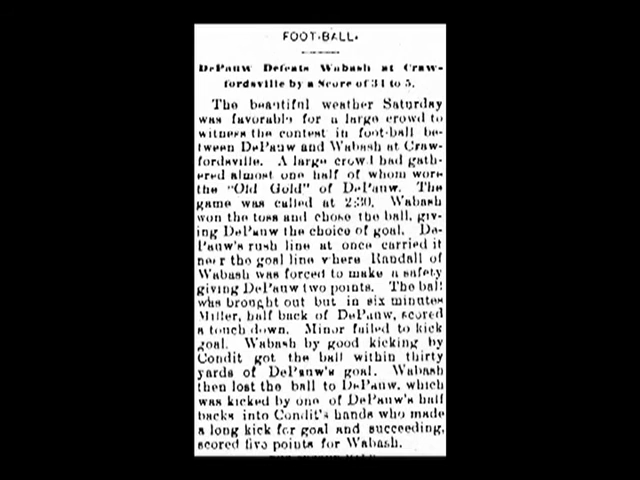 FOOT-BALL.
DePauw Defeats Wabash at Craw-
fordsville by a Score of 34 to 5.
The beautiful weather Saturday
was favorable for a large crowd to
witness the contest in foot-ball be-
tween DePauw and Wabash at Craw-
fordsville. A large crowd had gath-
ered almost one half of whom wore
the "Old Gold" of DePauw. The
game was called at 2:30. Wabash
won the toss and chose the ball, giv-
ing DePauw the choice of goal. De-
Pauw's rush line at once carried it
near the goal line where Randall of
Wabash was forced to make a safety
giving DePauw two points. The ball
was brought out but in six minutes
Miller, half back of DePauw, scored
a touch down. Minor failed to kick
goal. Wabash by good kicking by
Condit got the ball within thirty
yards of DePauw's goal. Wabash
then lost the ball to DePauw, which
was kicked by one of DePauw's half
backs into Condit's hands who made
a long kick for goal and succeeding,
scored five points for Wabash.